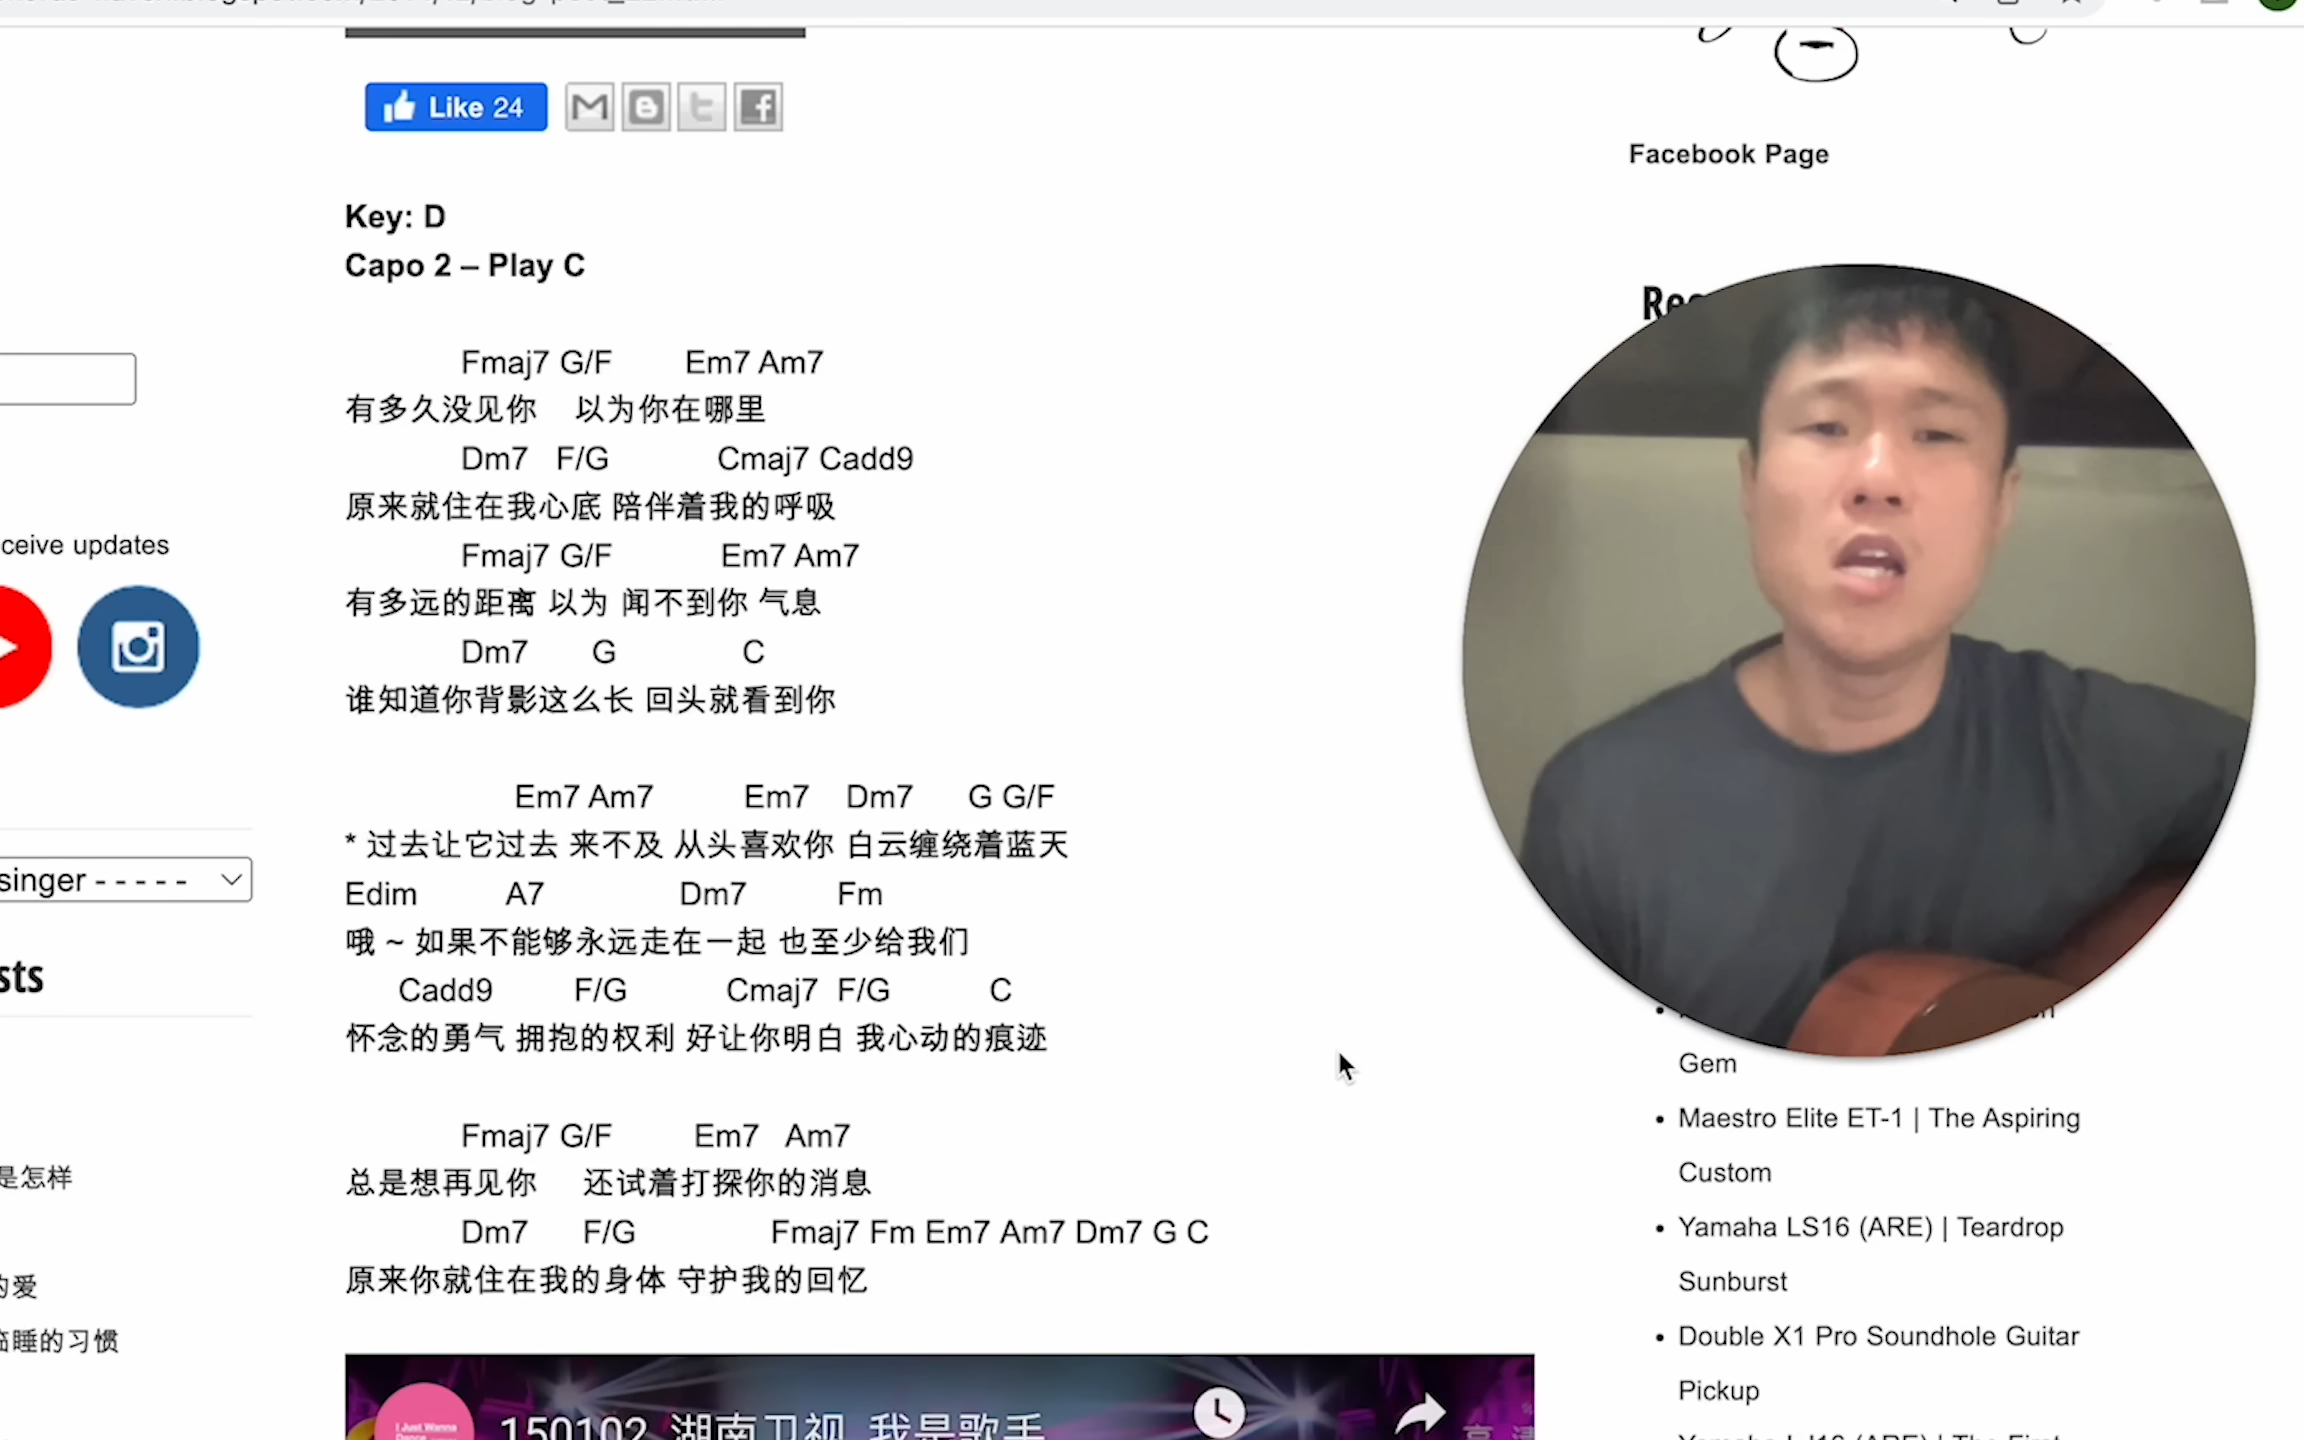 Like 24
Facebook Page
Key: D
Capo 2 – Play C
Fmaj7 G/F Em7 Am7
有多久没见你 以为你在哪里
Dm7 F/G Cmaj7 Cadd9
原来就住在我心底 陪伴着我的呼吸
Fmaj7 G/F Em7 Am7
有多远的距离 以为 闻不到你 气息
Dm7 G C
谁知道你背影这么长 回头就看到你
Em7 Am7 Em7 Dm7 G G/F
* 过去让它过去 来不及 从头喜欢你 白云缠绕着蓝天
Edim A7 Dm7 Fm
哦 ~ 如果不能够永远走在一起 也至少给我们
Cadd9 F/G Cmaj7 F/G C
怀念的勇气 拥抱的权利 好让你明白 我心动的痕迹
Fmaj7 G/F Em7 Am7
总是想再见你 还试着打探你的消息
Dm7 F/G Fmaj7 Fm Em7 Am7 Dm7 G C
原来你就住在我的身体 守护我的回忆
I Just Wanna
Dance
150102 湖南卫视 我是歌手
ceive updates
singer - - - - -
sts
是怎样
的爱
临睡的习惯
Gem
• Maestro Elite ET-1 | The Aspiring
Custom
• Yamaha LS16 (ARE) | Teardrop
Sunburst
• Double X1 Pro Soundhole Guitar
Pickup